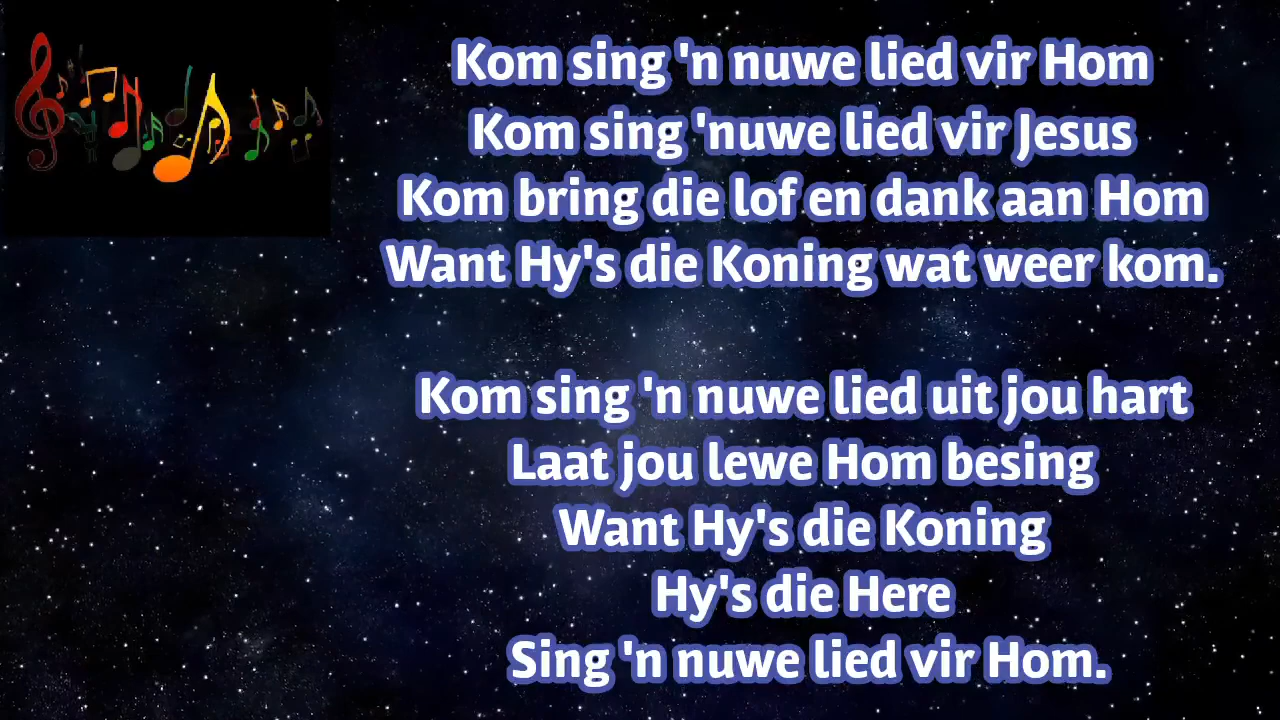 Kom sing 'n nuwe lied vir Hom
Kom sing 'nuwe lied vir Jesus
Kom bring die lof en dank aan Hom
Want Hy's die Koning wat weer kom.
Kom sing 'n nuwe lied uit jou hart
Laat jou lewe Hom besing
Want Hy's die Koning
Hy's die Here
Sing 'n nuwe lied vir Hom.